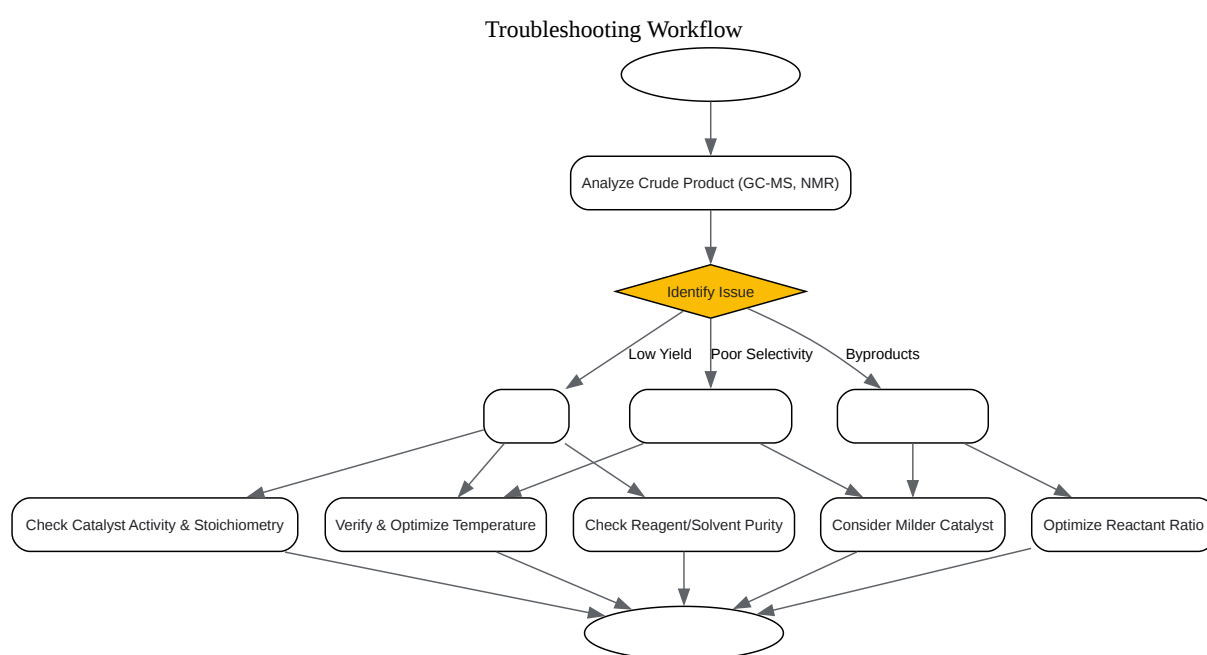 Troubleshooting Workflow
Analyze Crude Product (GC-MS, NMR)
Identify Issue
Low Yield
Poor Selectivity
Byproducts
Check Catalyst Activity & Stoichiometry
Verify & Optimize Temperature
Check Reagent/Solvent Purity
Consider Milder Catalyst
Optimize Reactant Ratio